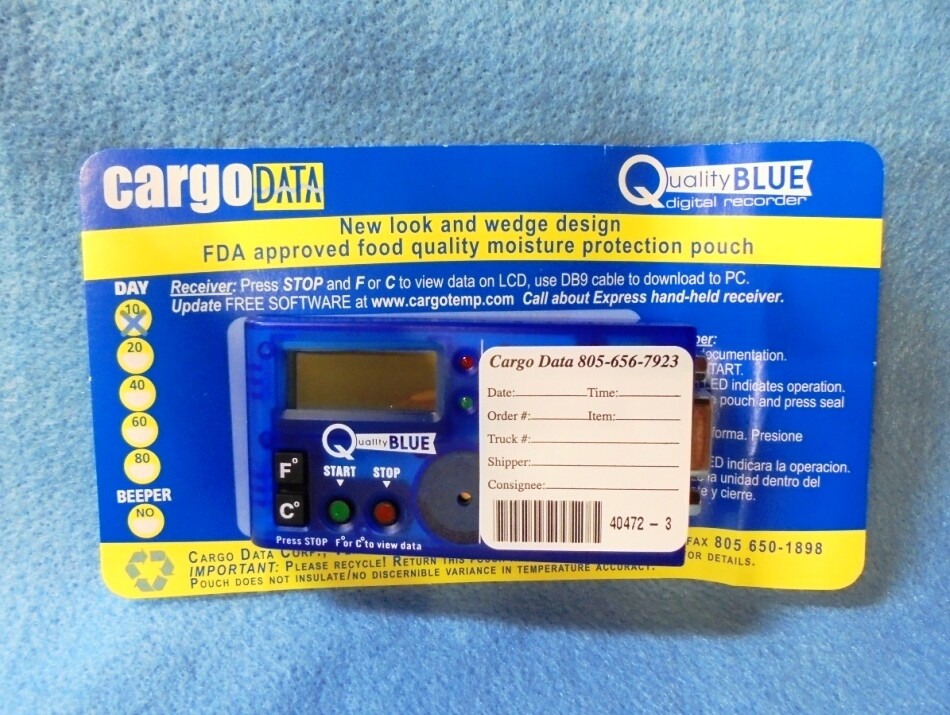 cargoDATA
QualityBLUE
digital recorder
New look and wedge design
FDA approved food quality moisture protection pouch
DAY
10
20
40
60
80
BEEPER
NO
Receiver: Press STOP and F or C to view data on LCD, use DB9 cable to download to PC.
Update FREE SOFTWARE at www.cargotemp.com Call about Express hand-held receiver.
QualityBLUE
START STOP
F°
C°
Press STOP F° or C° to view data
Cargo Data 805-656-7923
Date: Time:
Order #: Item:
Truck #:
Shipper:
Consignee:
40472 - 3
documentation.
START.
LED indicates operation.
pouch and press seal
forma. Presione
LED indicara la operacion.
la unidad dentro del
y cierre.
CARGO DATA CORP.,
FAX 805 650-1898
IMPORTANT: PLEASE RECYCLE! RETURN THIS
FOR DETAILS.
POUCH DOES NOT INSULATE/NO DISCERNIBLE VARIANCE IN TEMPERATURE ACCURACY.